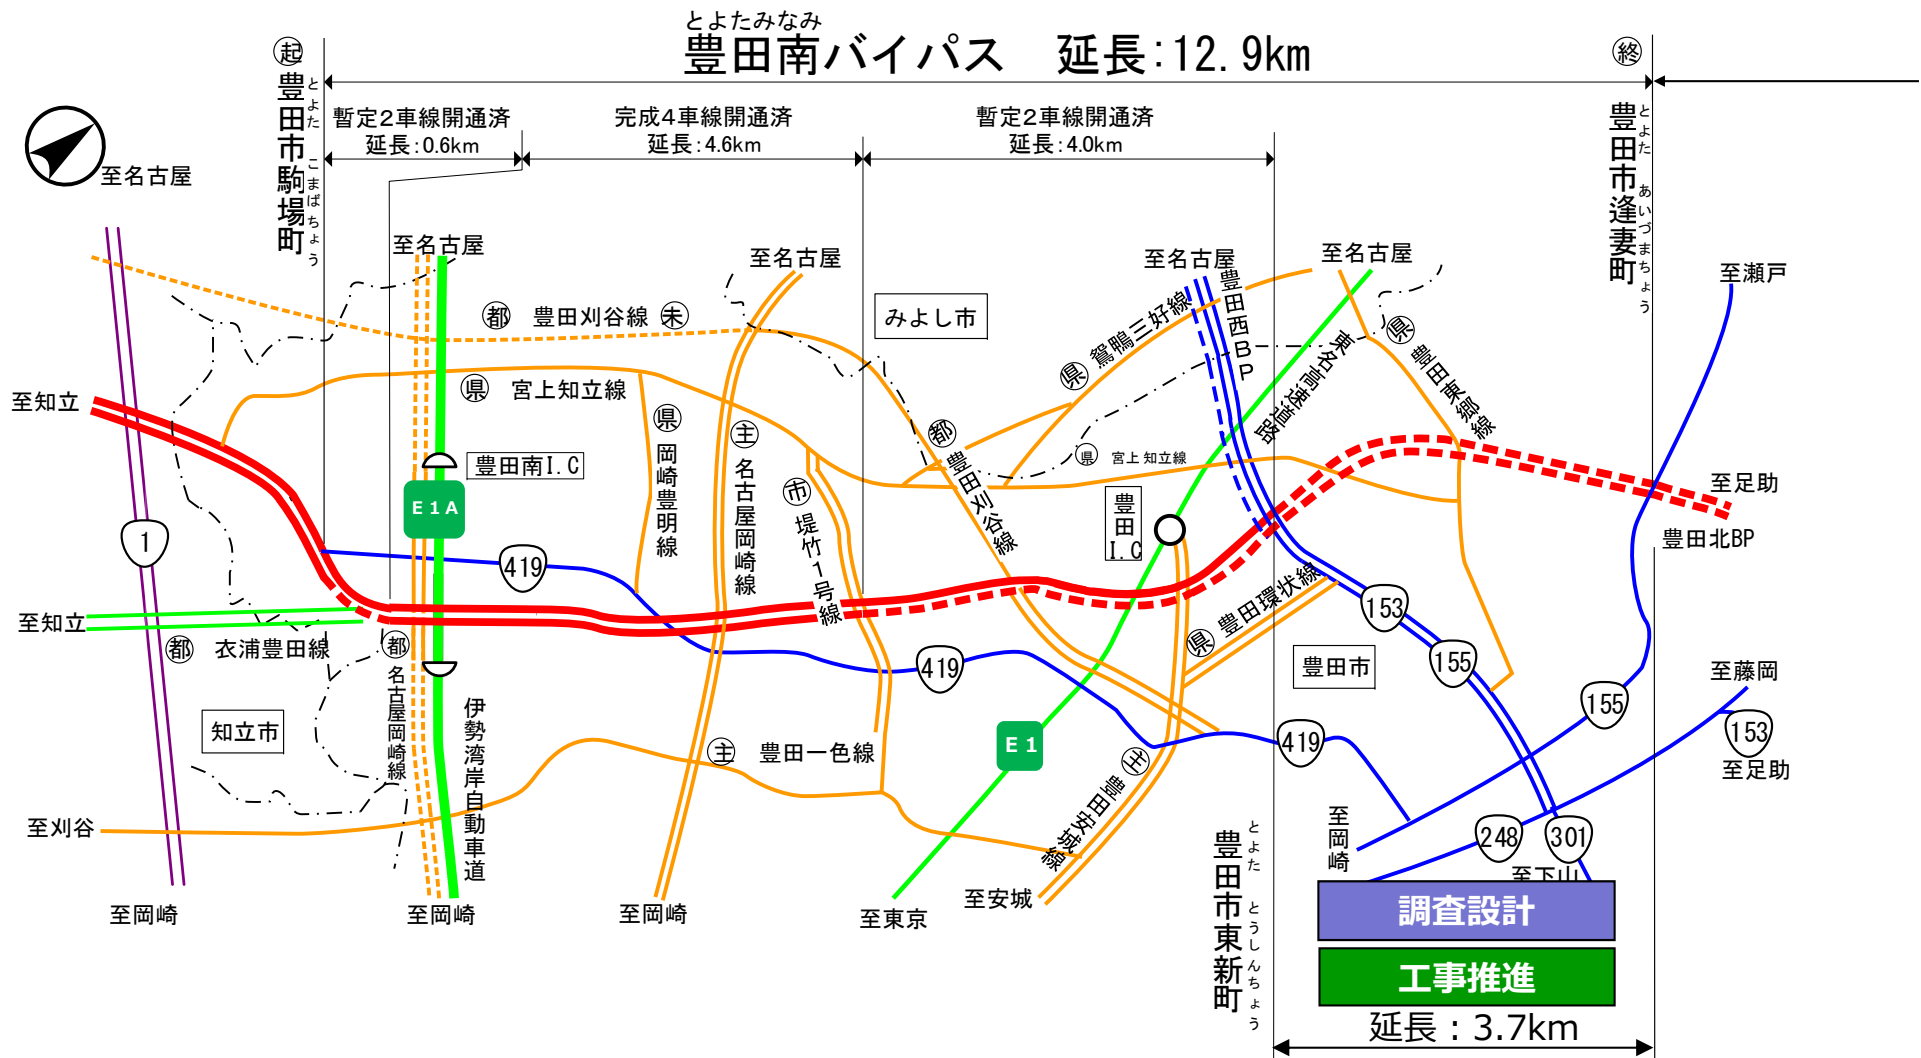 とよたみなみ
豊田南バイパス　延長：12.9km
起
豊田市駒場町
とよた　こまばちょう
終
豊田市逢妻町
とよた　あいづまちょう
暫定2車線開通済
延長：0.6km
完成4車線開通済
延長：4.6km
暫定2車線開通済
延長：4.0km
至名古屋
至名古屋
至名古屋
至名古屋
至名古屋
至瀬戸
都　豊田刈谷線　未
みよし市
県　鴛鴨三好線
豊田西BP
東名高速道路
県　豊田東郷線
至知立
県　宮上知立線
県　岡崎豊明線
主　名古屋岡崎線
都　豊田刈谷線
県　宮上知立線
豊田南I.C
E1A
市　堤竹1号線
豊田I.C
至足助
豊田北BP
1
419
至知立
都　衣浦豊田線
都　名古屋岡崎線
県　豊田環状線
153
155
419
豊田市
至藤岡
知立市
伊勢湾岸自動車道
主　豊田一色線
E1
主　豊田安城線
419
155
153
至足助
至刈谷
至岡崎
248
301
至下山
至岡崎
至岡崎
至岡崎
至東京
至安城
豊田市東新町
とよた　とうしんちょう
調査設計
工事推進
延長：3.7km